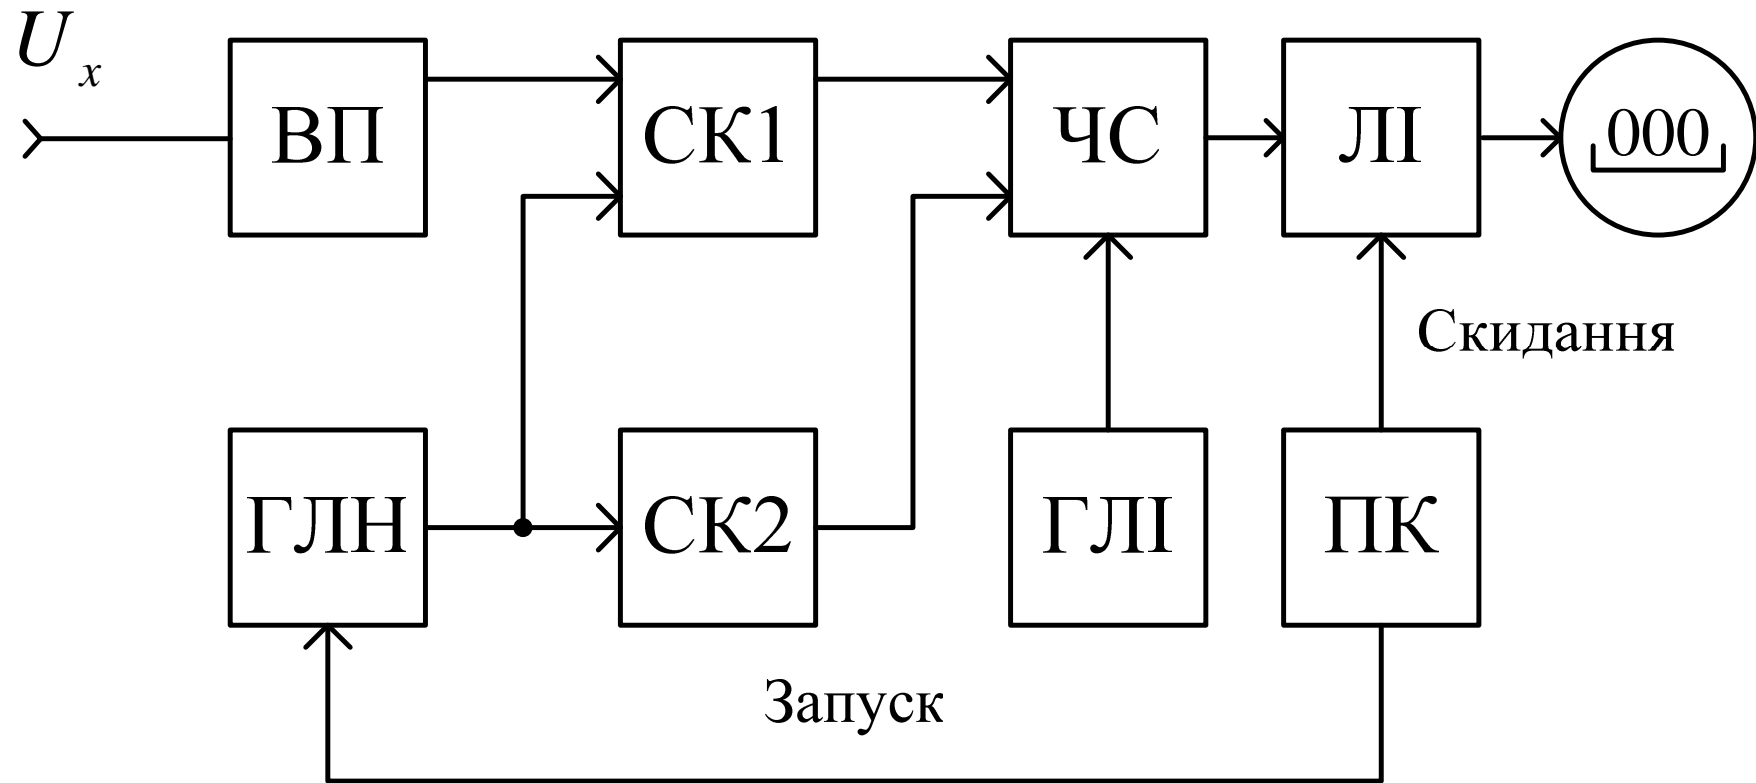 U x
ВП
СК1
ЧС
ЛІ
000
Скидання
ГЛН
СК2
ГЛІ
ПК
Запуск